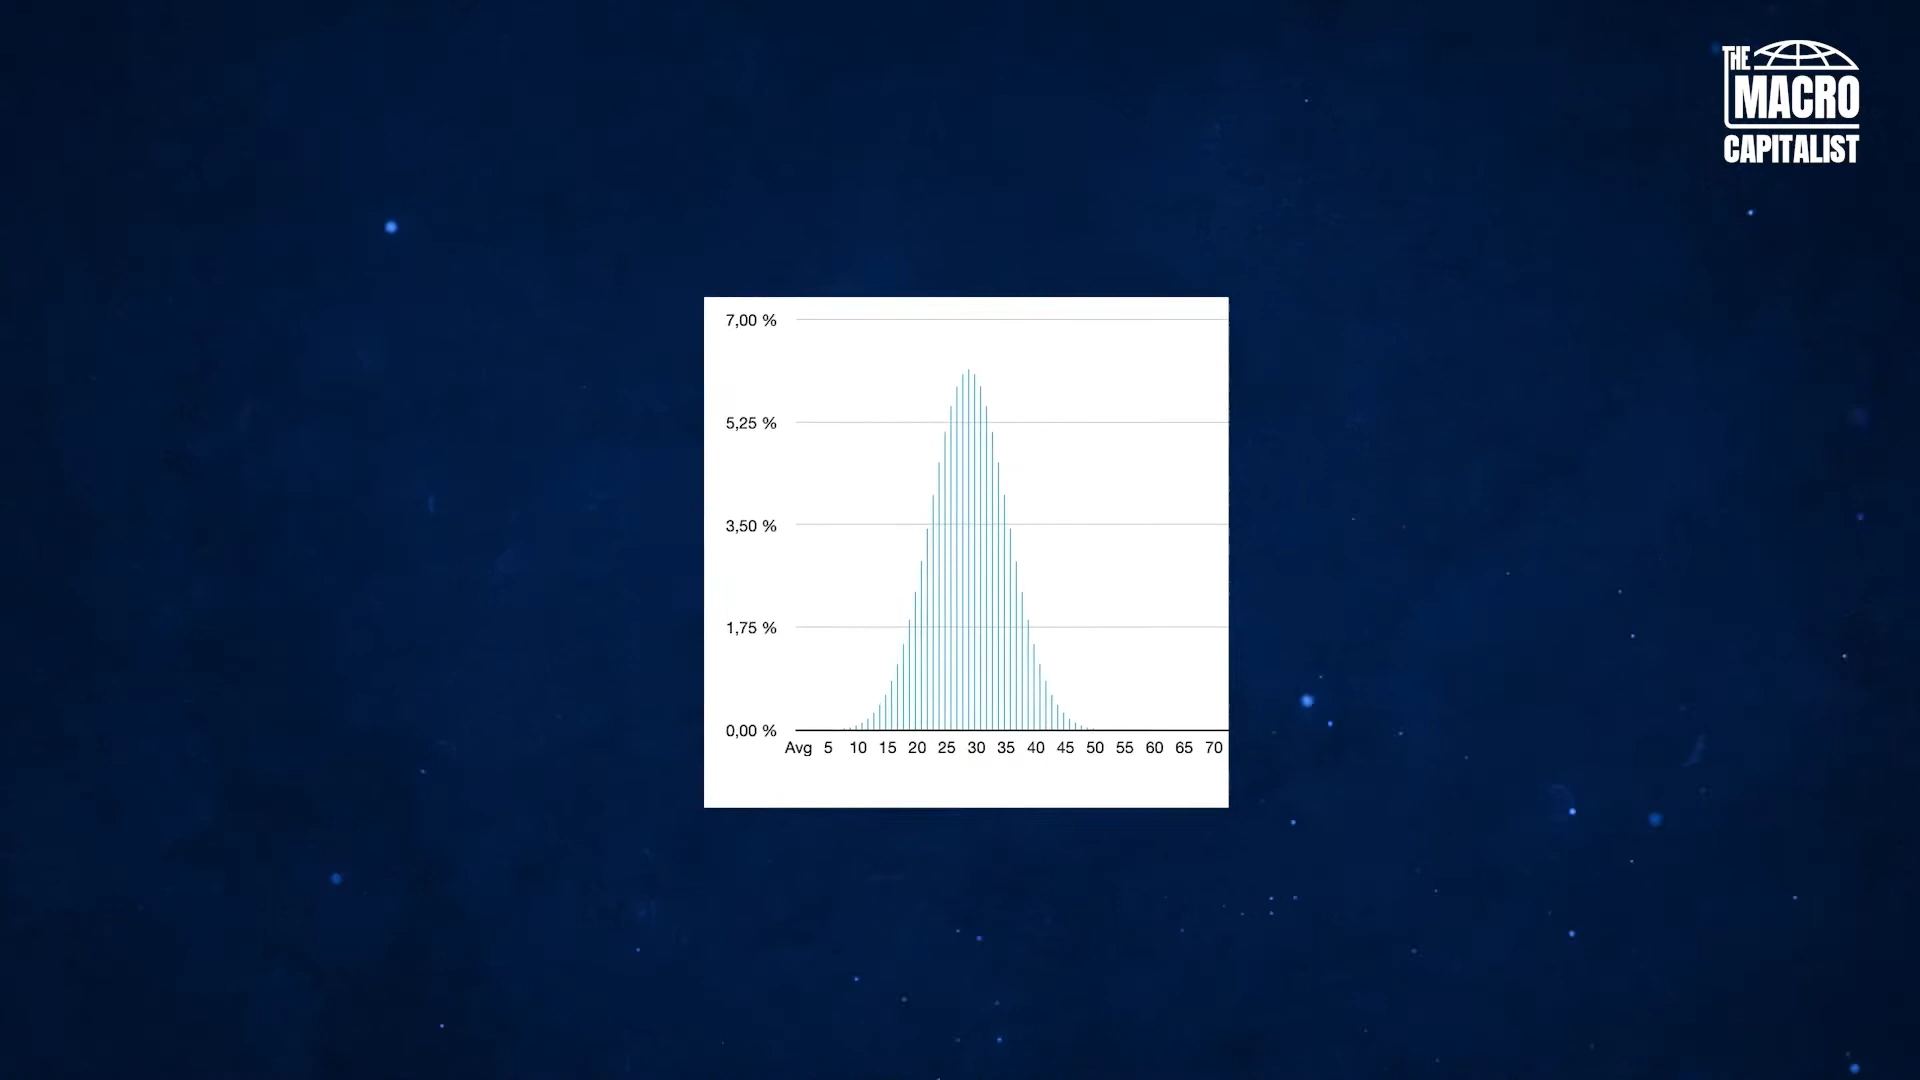 THE
MACRO
CAPITALIST
7,00 %
5,25 %
3,50 %
1,75 %
0,00 %
Avg 5 10 15 20 25 30 35 40 45 50 55 60 65 70